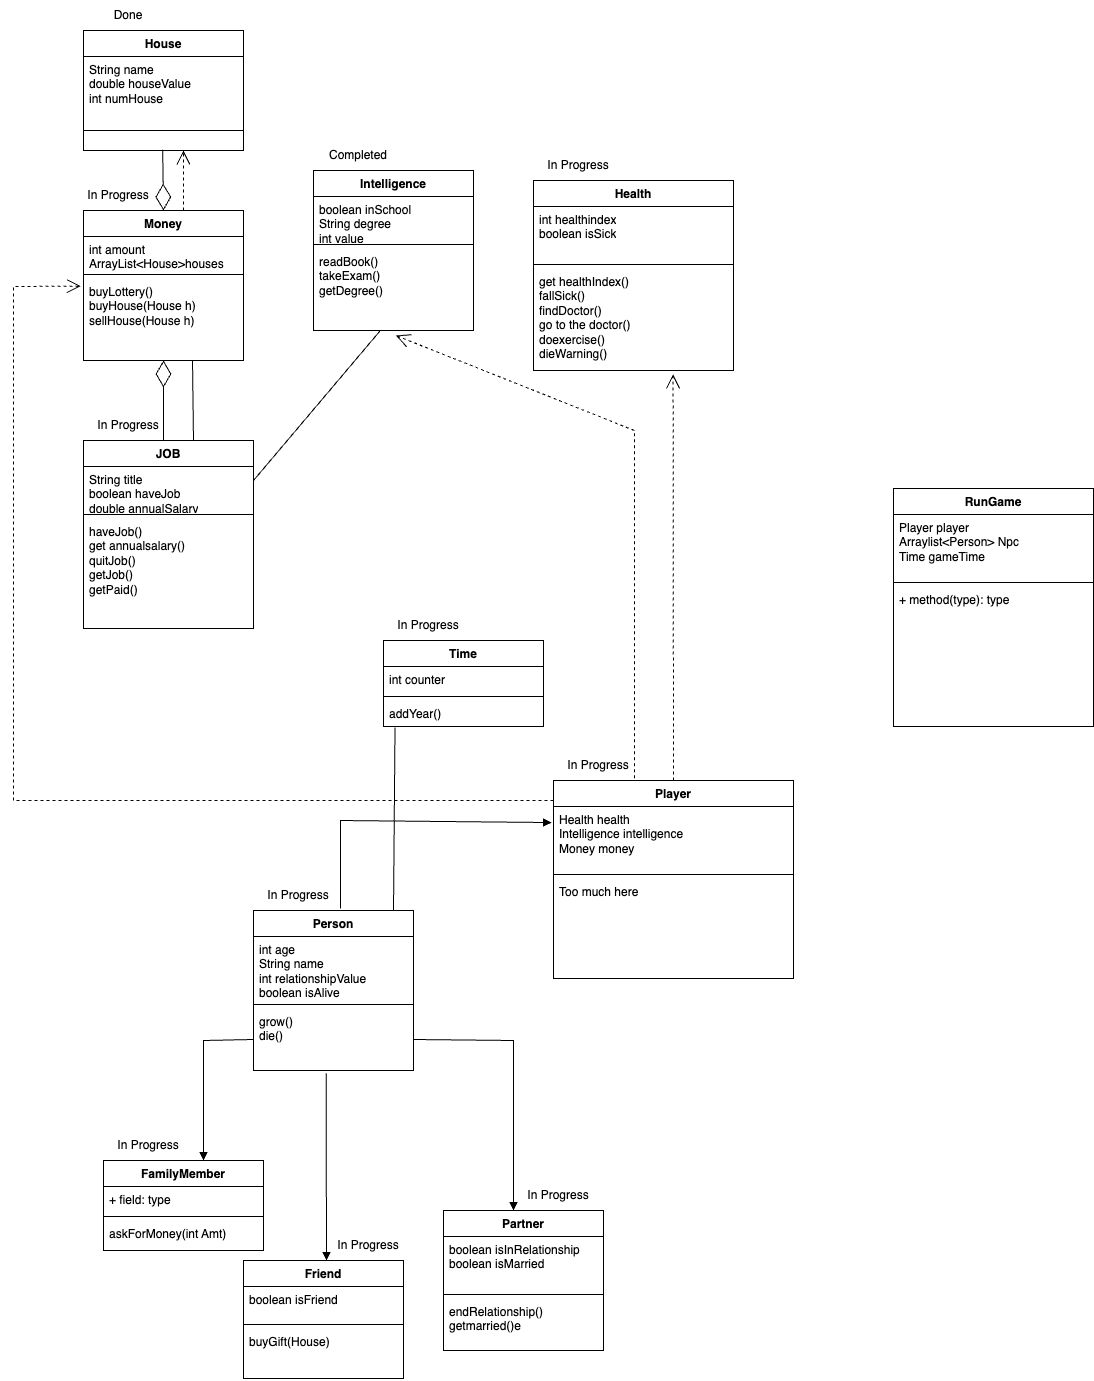 Done
House
String name
double houseValue
int numHouse
In Progress
Money
int amount
ArrayList<House>houses
buyLottery()
buyHouse(House h)
sellHouse(House h)
Completed
Intelligence
boolean inSchool
String degree
int value
readBook()
takeExam()
getDegree()
In Progress
Health
int healthindex
boolean isSick
get healthIndex()
fallSick()
findDoctor()
go to the doctor()
doexercise()
dieWarning()
In Progress
JOB
String title
boolean haveJob
double annualSalary
haveJob()
get annualsalary()
quitJob()
getJob()
getPaid()
RunGame
Player player
Arraylist<Person> Npc
Time gameTime
+ method(type): type
In Progress
Time
int counter
addYear()
In Progress
Player
Health health
Intelligence intelligence
Money money
Too much here
In Progress
Person
int age
String name
int relationshipValue
boolean isAlive
grow()
die()
In Progress
FamilyMember
+ field: type
askForMoney(int Amt)
In Progress
Friend
boolean isFriend
buyGift(House)
In Progress
Partner
boolean isInRelationship
boolean isMarried
endRelationship()
getmarried()e